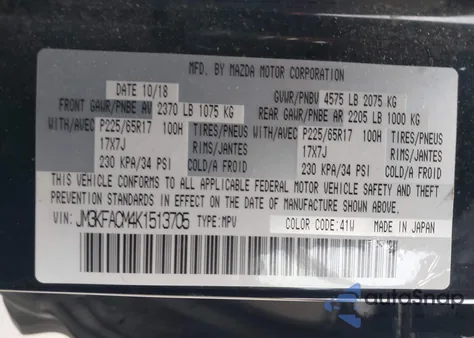 MFD. BY MAZDA MOTOR CORPORATION
DATE 10/18 GVWR/PNBV 4575 LB 2075 KG
FRONT GAWR/PNBE AV 2370 LB 1075 KG REAR GAWR/PNBE AR 2205 LB 1000 KG
WITH/AVEC P225/65R17 100H TIRES/PNEUS WITH/AVEC P225/65R17 100H TIRES/PNEUS
17X7J RIMS/JANTES 17X7J RIMS/JANTES
230 KPA/34 PSI COLD/A FROID 230 KPA/34 PSI COLD/A FROID
THIS VEHICLE CONFORMS TO ALL APPLICABLE FEDERAL MOTOR VEHICLE SAFETY AND
THEFT PREVENTION STANDARDS IN EFFECT ON THE DATE OF MANUFACTURE SHOWN ABOVE.
VIN: JM3KFACM4K1513705 TYPE:MPV COLOR CODE:41W MADE IN JAPAN
autoSnap